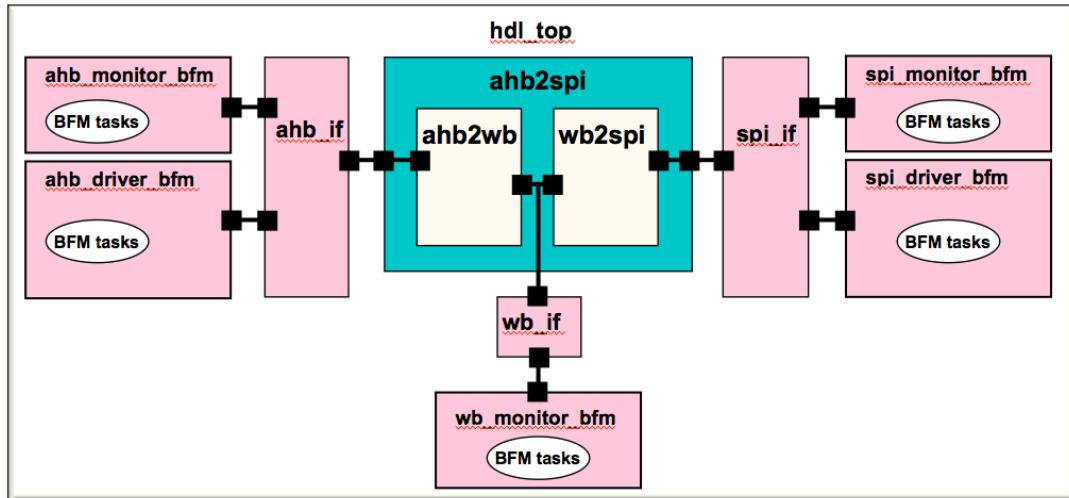 hdl_top
ahb_monitor_bfm
BFM tasks
ahb_driver_bfm
BFM tasks
ahb_if
ahb2spi
ahb2wb
wb2spi
spi_if
spi_monitor_bfm
BFM tasks
spi_driver_bfm
BFM tasks
wb_if
wb_monitor_bfm
BFM tasks